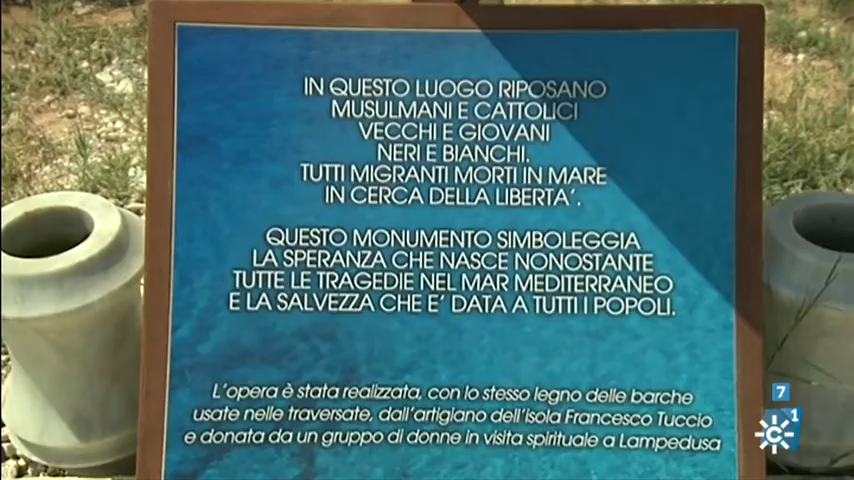 IN QUESTO LUOGO RIPOSANO
MUSULMANI E CATTOLICI
VECCHI E GIOVANI
NERI E BIANCHI.
TUTTI MIGRANTI MORTI IN MARE
IN CERCA DELLA LIBERTA´.
QUESTO MONUMENTO SIMBOLEGGIA
LA SPERANZA CHE NASCE NONOSTANTE
TUTTE LE TRAGEDIE NEL MAR MEDITERRANEO
E LA SALVEZZA CHE E´ DATA A TUTTI I POPOLI.
L'opera è stata realizzata, con lo stesso legno delle barche
usate nelle traversate, dall'artigiano dell'isola Francesco Tuccio
e donata da un gruppo di donne in visita spirituale a Lampedusa
7
1